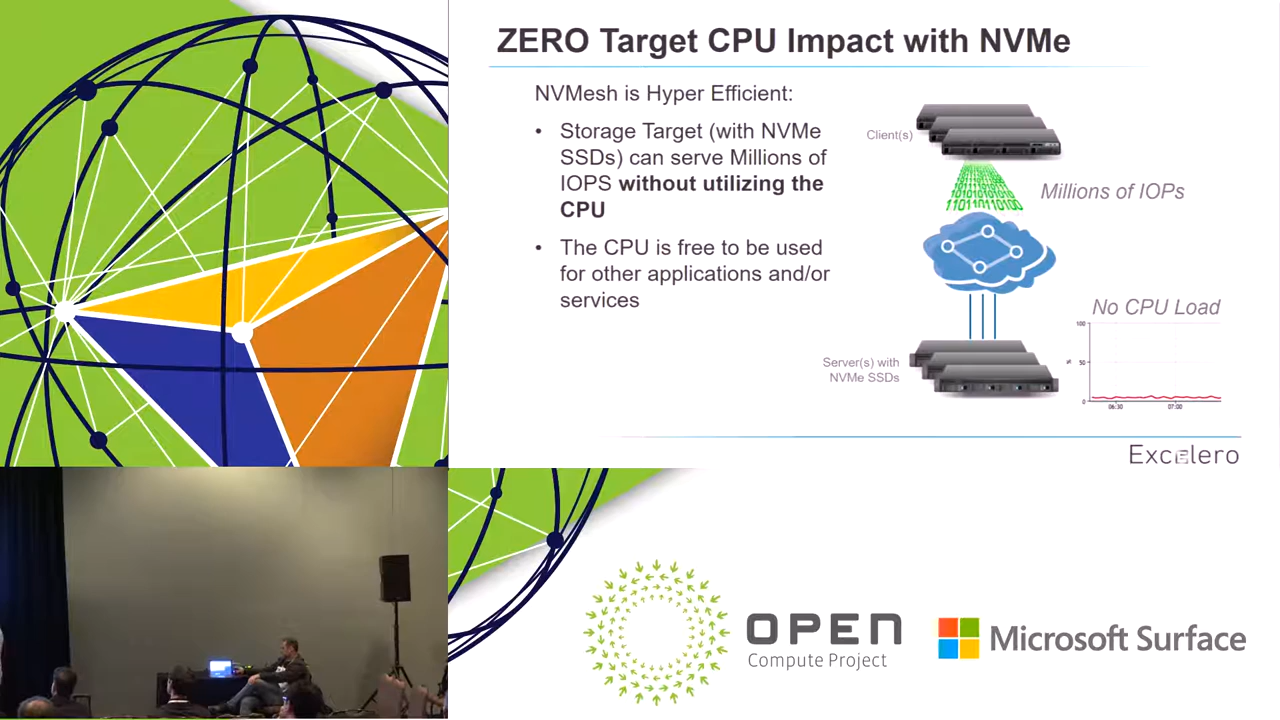 ZERO Target CPU Impact with NVMe
NVMesh is Hyper Efficient:
• Storage Target (with NVMe
SSDs) can serve Millions of
IOPS without utilizing the
CPU
• The CPU is free to be used
for other applications and/or
services
Client(s)
101101110100
Millions of IOPs
No CPU Load
100
%
50
0
06:30
07:00
Server(s) with
NVMe SSDs
Excelero
OPEN
Compute Project
Microsoft Surface